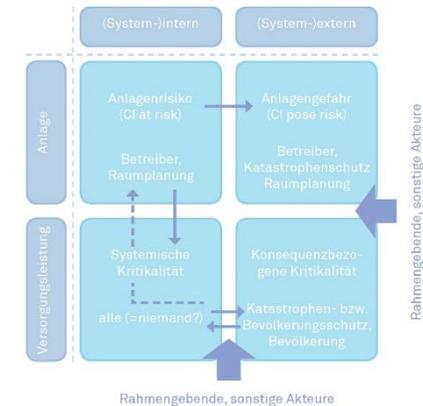 (System-)intern
(System-)extern
Anlage
Anlagenrisiko
(CI at risk)
Betreiber,
Raumplanung
Anlagengefahr
(CI pose risk)
Betreiber,
Katastrophenschutz
Raumplanung
Versorgungsleistung
Systemische
Kritikalität
alle (=niemand?)
Konsequenzbezo-
gene Kritikalität
Katastrophen- bzw.
Bevölkerungsschutz,
Bevölkerung
Rahmengebende, sonstige Akteure
Rahmengebende, sonstige Akteure